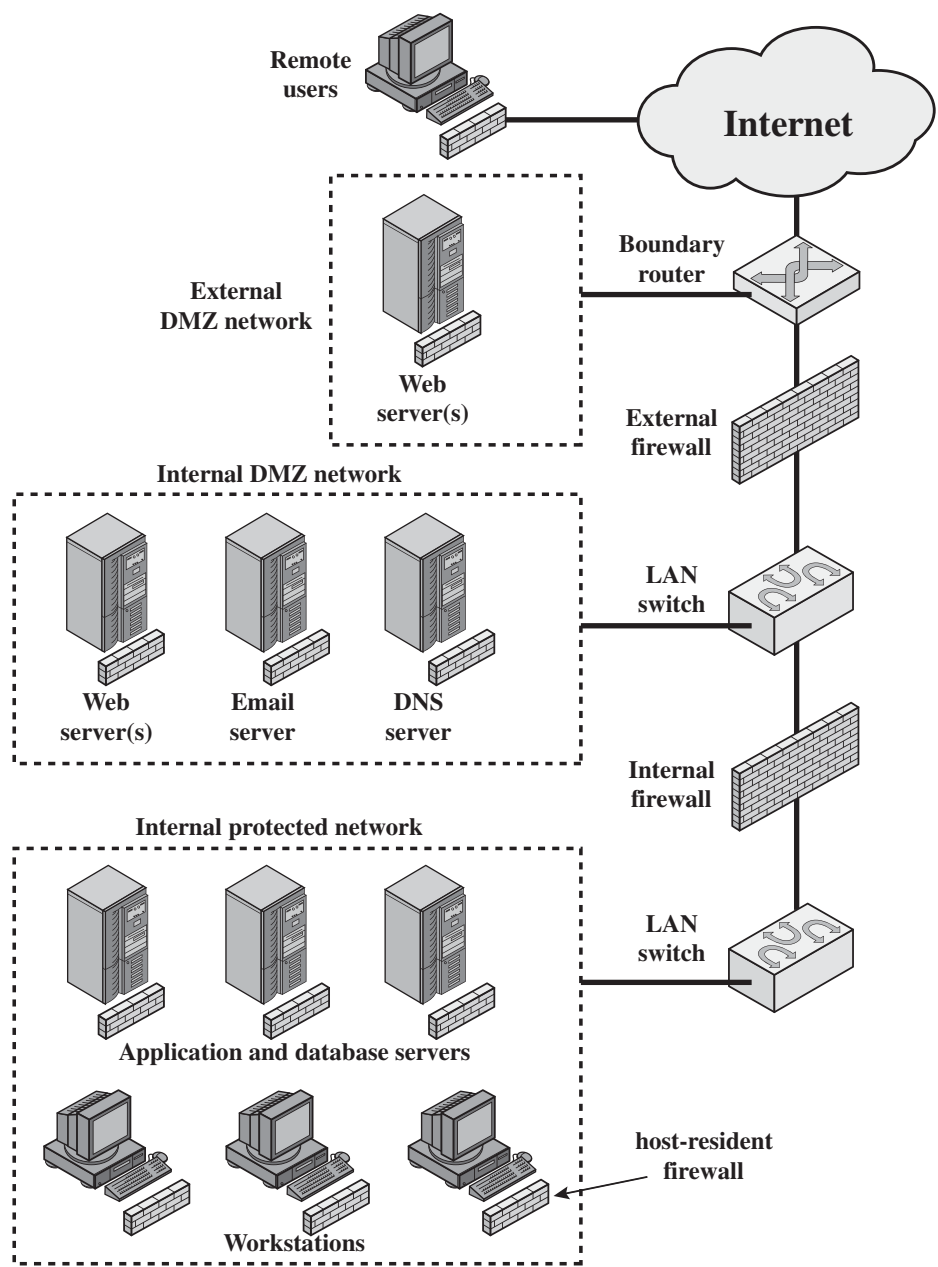 Remote
users
Internet
Boundary
router
External
DMZ network
Web
server(s)
External
firewall
Internal DMZ network
LAN
switch
Web
server(s)
Email
server
DNS
server
Internal
firewall
Internal protected network
LAN
switch
Application and database servers
host-resident
firewall
Workstations